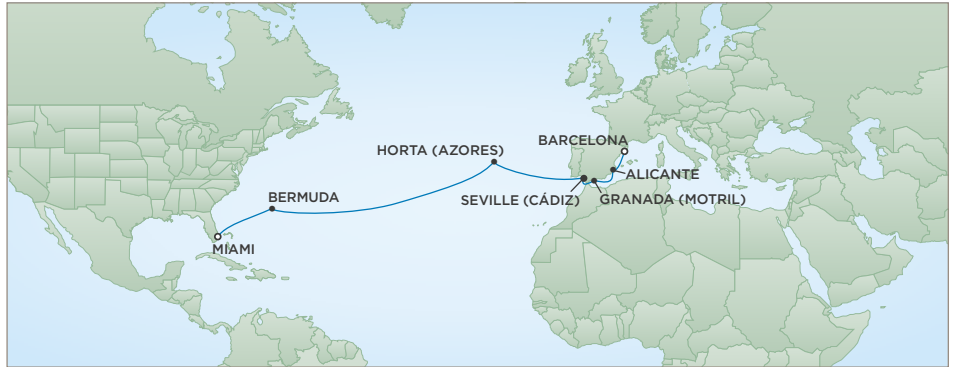 BARCELONA
HORTA (AZORES)
ALICANTE
BERMUDA
SEVILLE (CÁDIZ)
GRANADA (MOTRIL)
MIAMI